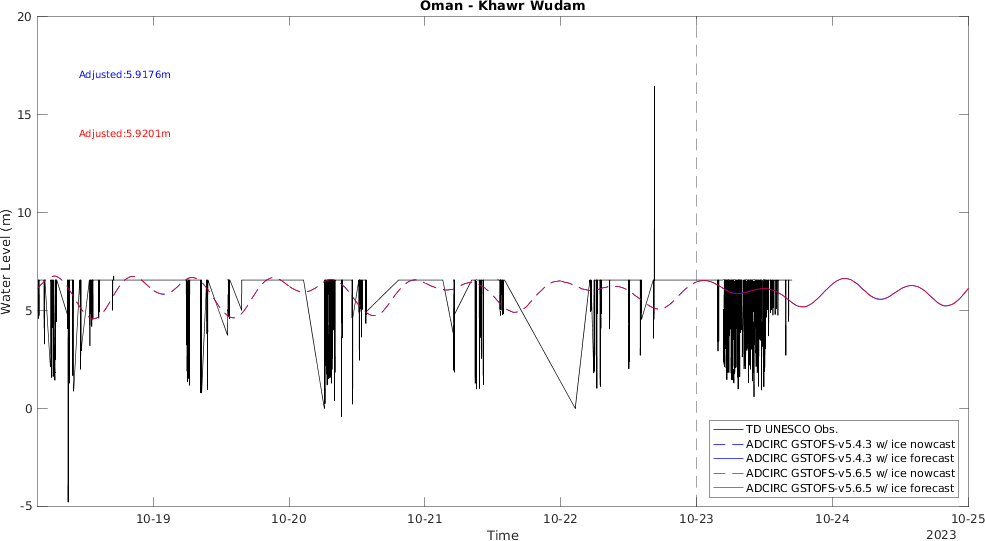 Oman - Khawr Wudam
20
15
10
5
0
-5
Water Level (m)
Adjusted:5.9176m
Adjusted:5.9201m
TD UNESCO Obs.
ADCIRC GSTOFS-v5.4.3 w/ ice nowcast
ADCIRC GSTOFS-v5.4.3 w/ ice forecast
ADCIRC GSTOFS-v5.6.5 w/ ice nowcast
ADCIRC GSTOFS-v5.6.5 w/ ice forecast
10-19 10-20 10-21 10-22 10-23 10-24 10-25
Time
2023